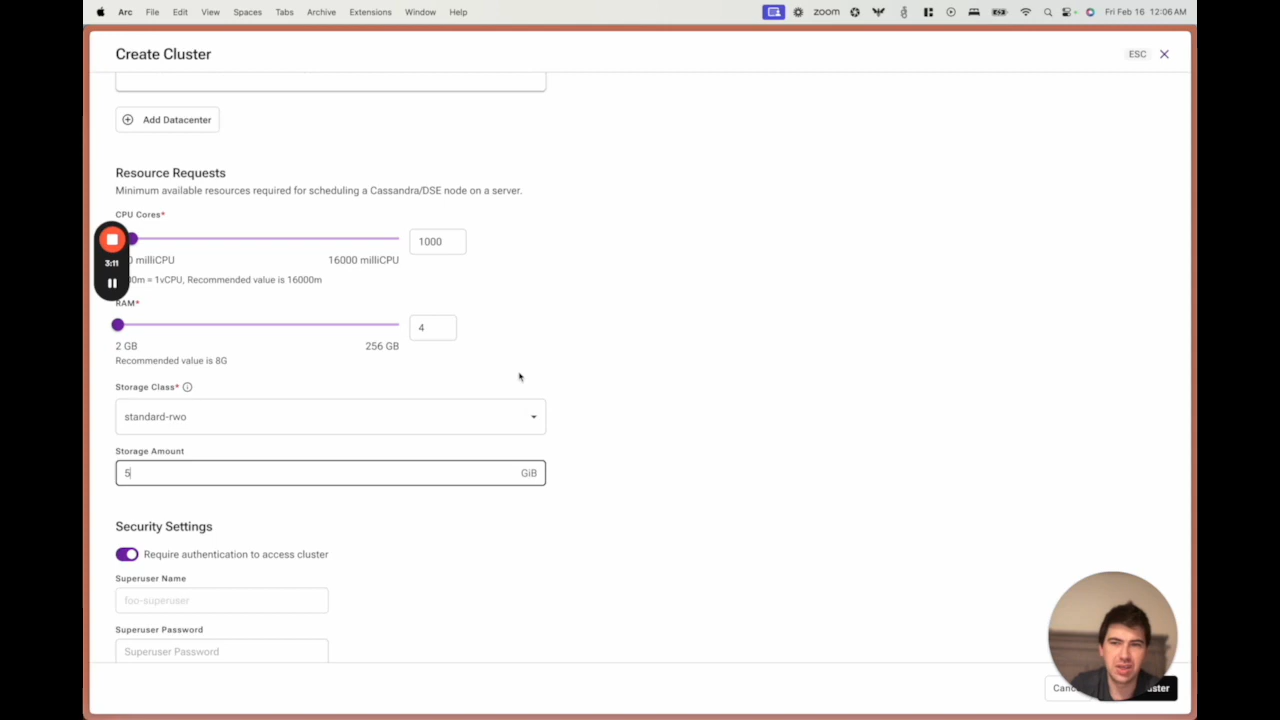 Arc File Edit View Spaces Tabs Archive Extensions Window Help zoom Fri Feb 16 12:06 AM
Create Cluster
ESC
Add Datacenter
Resource Requests
Minimum available resources required for scheduling a Cassandra/DSE node on a server.
CPU Cores*
1000
milliCPU 16000 milliCPU
3:11
= 1vCPU, Recommended value is 16000m
RAM*
4
2 GB 256 GB
Recommended value is 8G
Storage Class*
standard-rwo
Storage Amount
5 GiB
Security Settings
Require authentication to access cluster
Superuser Name
foo-superuser
Superuser Password
Superuser Password